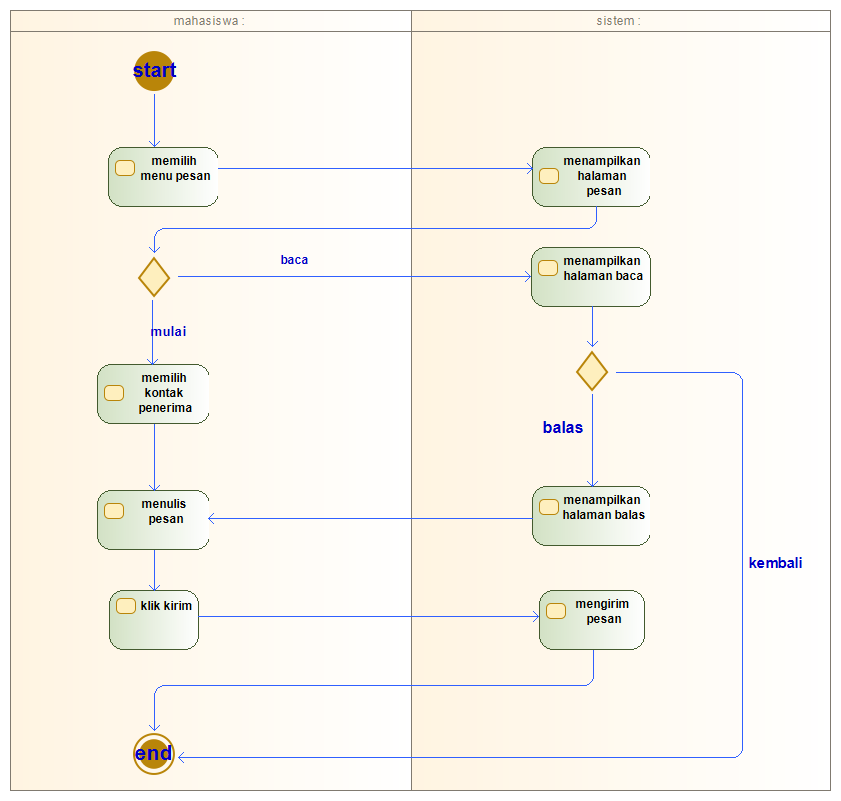 mahasiswa :
sistem :
start
memilih
menu pesan
menampilkan
halaman
pesan
baca
menampilkan
halaman baca
mulai
memilih
kontak
penerima
balas
menulis
pesan
menampilkan
halaman balas
kembali
klik kirim
mengirim
pesan
end